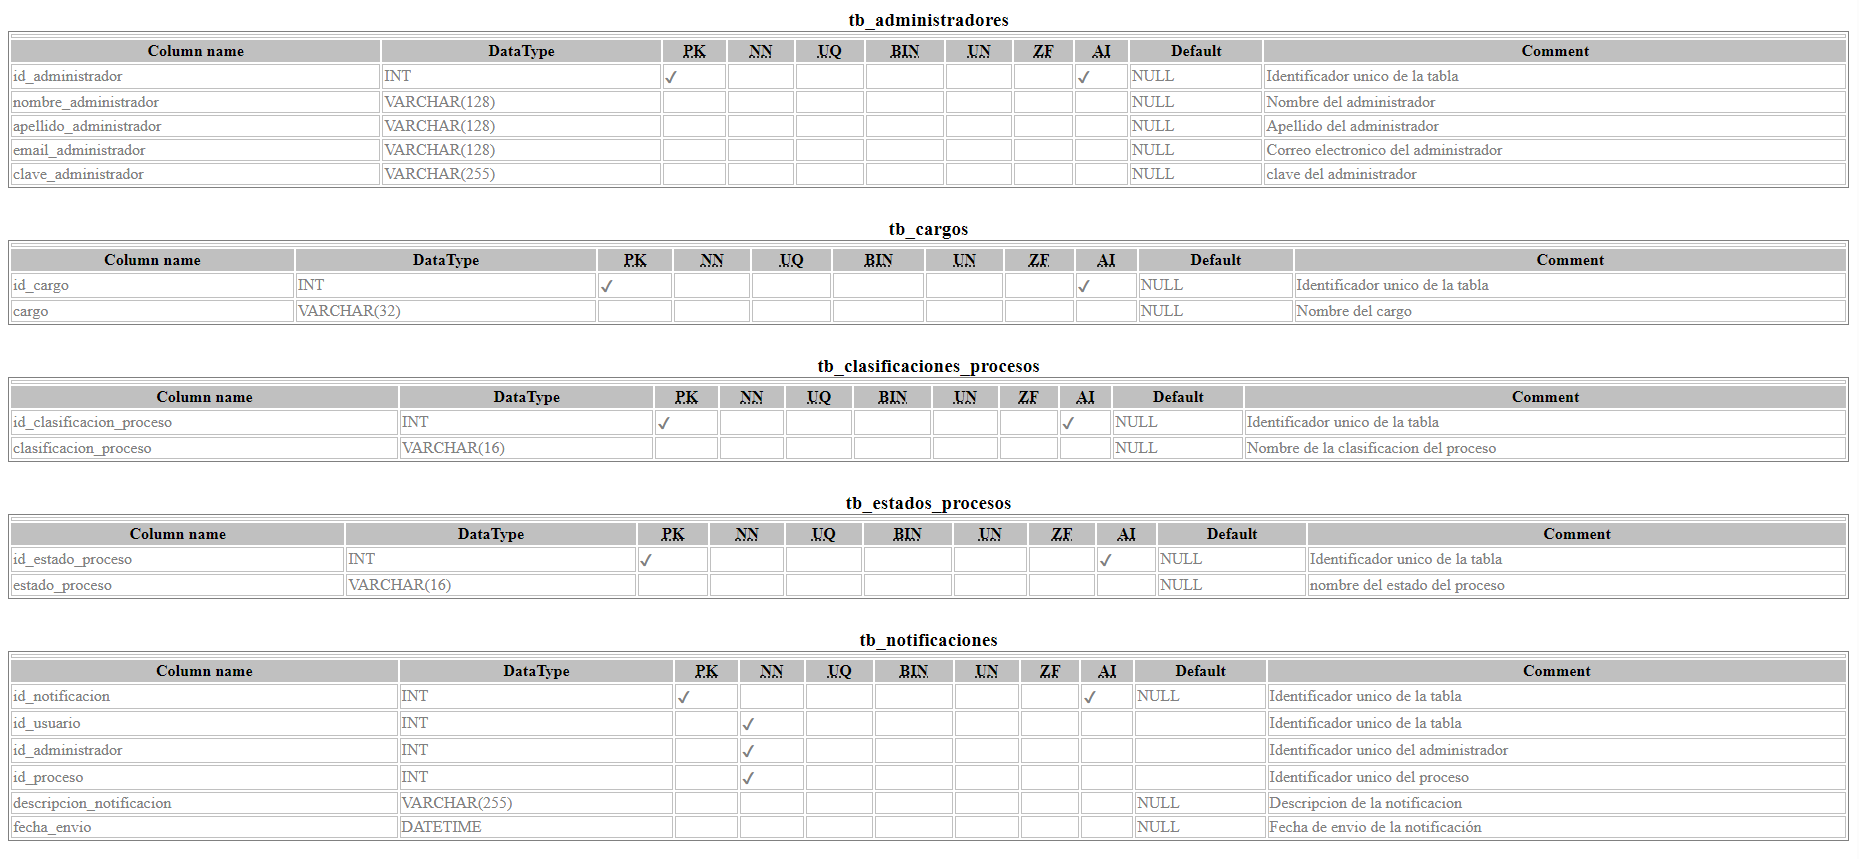 tb_administradores
Column name DataType PK NN UQ BIN UN ZF AI Default Comment
id_administrador INT ✓ ✓ NULL Identificador unico de la tabla
nombre_administrador VARCHAR(128) NULL Nombre del administrador
apellido_administrador VARCHAR(128) NULL Apellido del administrador
email_administrador VARCHAR(128) NULL Correo electronico del administrador
clave_administrador VARCHAR(255) NULL clave del administrador
tb_cargos
Column name DataType PK NN UQ BIN UN ZF AI Default Comment
id_cargo INT ✓ ✓ NULL Identificador unico de la tabla
cargo VARCHAR(32) NULL Nombre del cargo
tb_clasificaciones_procesos
Column name DataType PK NN UQ BIN UN ZF AI Default Comment
id_clasificacion_proceso INT ✓ ✓ NULL Identificador unico de la tabla
clasificacion_proceso VARCHAR(16) NULL Nombre de la clasificacion del proceso
tb_estados_procesos
Column name DataType PK NN UQ BIN UN ZF AI Default Comment
id_estado_proceso INT ✓ ✓ NULL Identificador unico de la tabla
estado_proceso VARCHAR(16) NULL nombre del estado del proceso
tb_notificaciones
Column name DataType PK NN UQ BIN UN ZF AI Default Comment
id_notificacion INT ✓ ✓ NULL Identificador unico de la tabla
id_usuario INT ✓ Identificador unico de la tabla
id_administrador INT ✓ Identificador unico del administrador
id_proceso INT ✓ Identificador unico del proceso
descripcion_notificacion VARCHAR(255) NULL Descripcion de la notificacion
fecha_envio DATETIME NULL Fecha de envio de la notificación